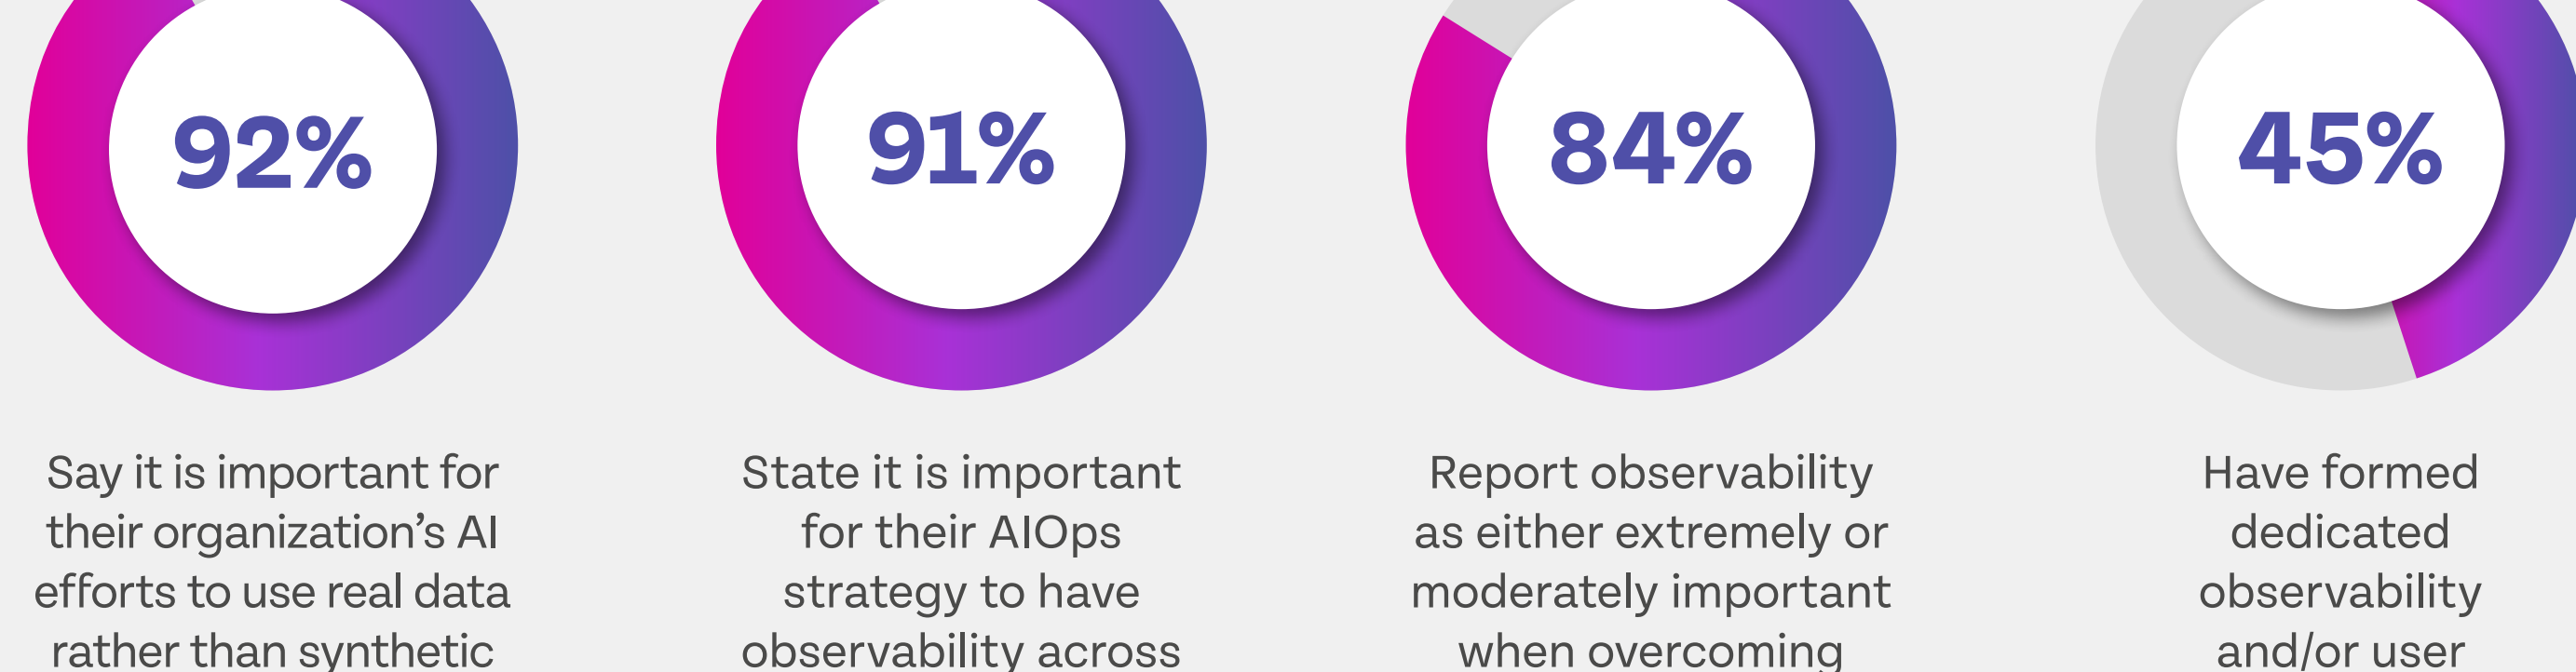 92%
Say it is important for
their organization’s AI
efforts to use real data
rather than synthetic
91%
State it is important
for their AIOps
strategy to have
observability across
84%
Report observability
as either extremely or
moderately important
when overcoming
45%
Have formed
dedicated
observability
and/or user